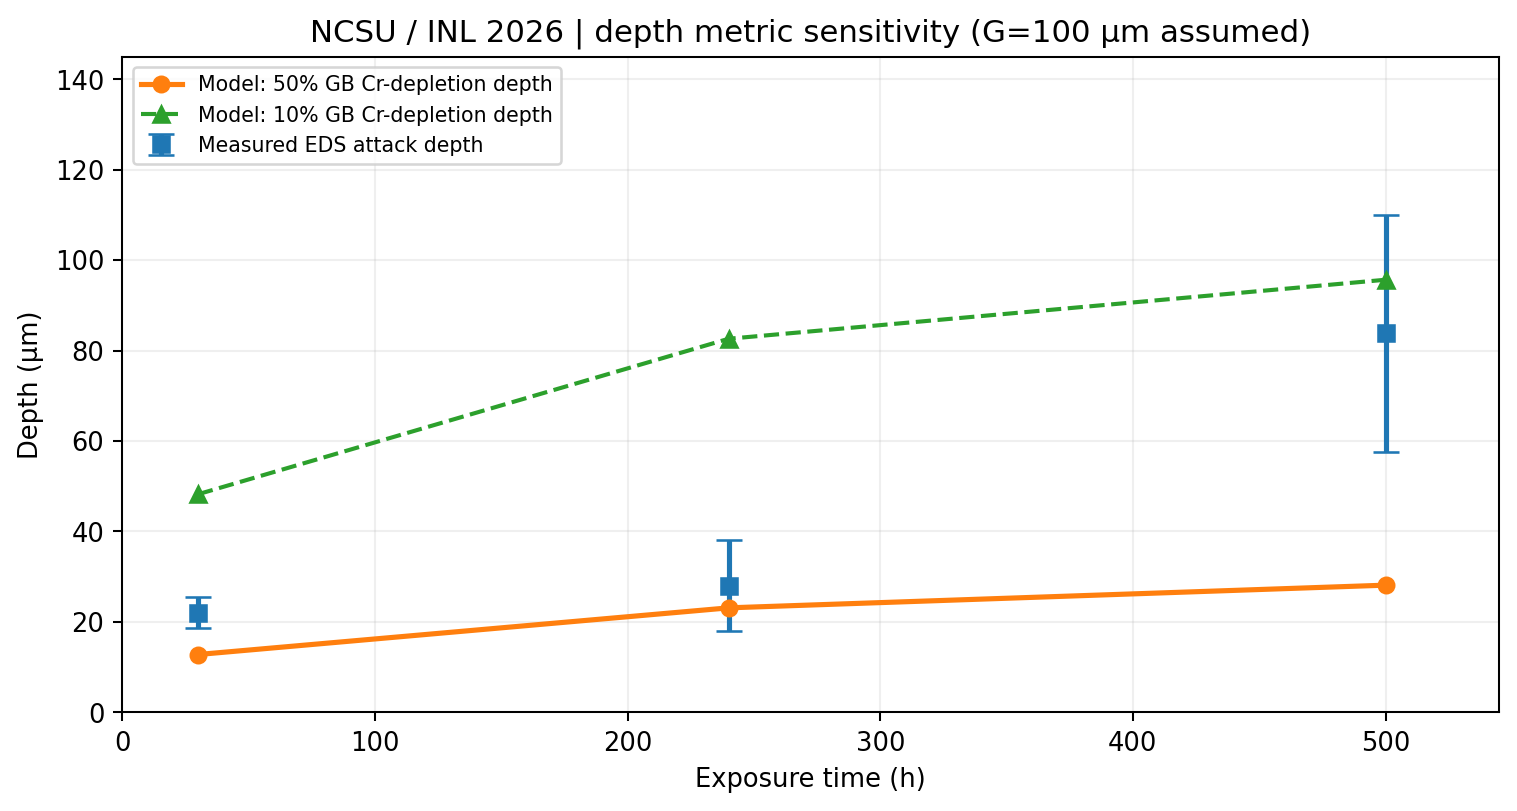 NCSU / INL 2026 | depth metric sensitivity (G=100 μm assumed)
Model: 50% GB Cr-depletion depth
Model: 10% GB Cr-depletion depth
Measured EDS attack depth
Depth (μm)
140
120
100
80
60
40
20
0
0 100 200 300 400 500
Exposure time (h)